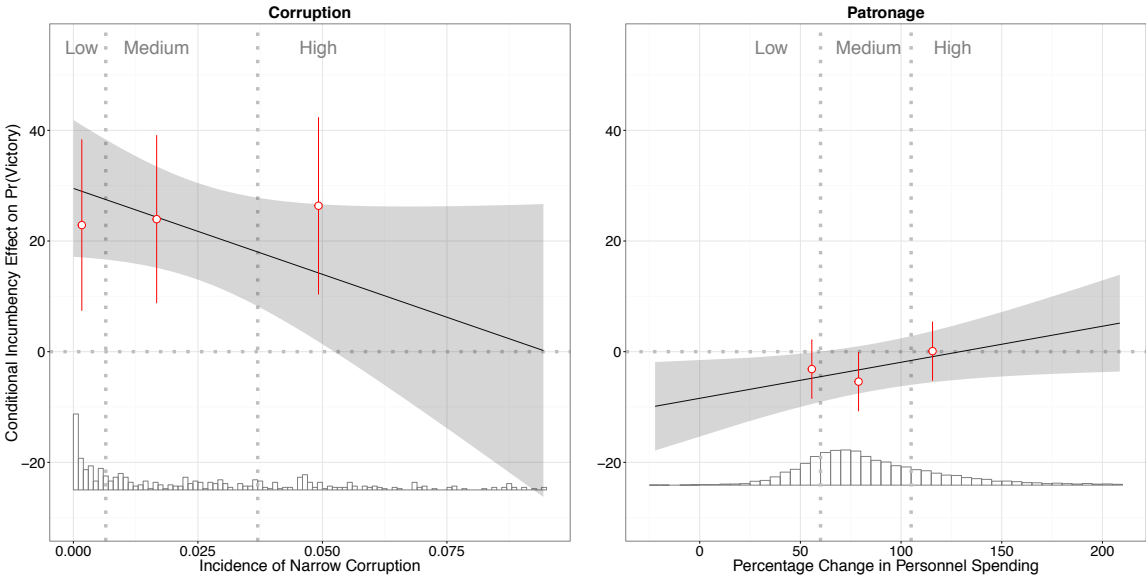 Corruption
Patronage
Low Medium High
Low Medium High
Conditional Incumbency Effect on Pr(Victory)
40
20
0
−20
40
20
0
−20
0.000 0.025 0.050 0.075
0 50 100 150 200
Incidence of Narrow Corruption
Percentage Change in Personnel Spending